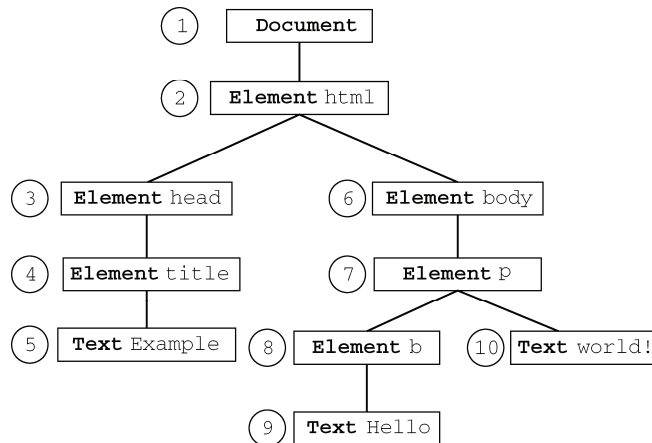 1 Document
2 Element html
3 Element head
6 Element body
4 Element title
7 Element p
5 Text Example
8 Element b
10 Text world!
9 Text Hello